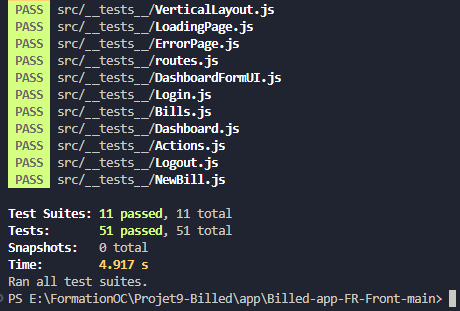 PASS src/__tests__/VerticalLayout.js
PASS src/__tests__/LoadingPage.js
PASS src/__tests__/ErrorPage.js
PASS src/__tests__/routes.js
PASS src/__tests__/DashboardFormUI.js
PASS src/__tests__/Login.js
PASS src/__tests__/Bills.js
PASS src/__tests__/Dashboard.js
PASS src/__tests__/Actions.js
PASS src/__tests__/Logout.js
PASS src/__tests__/NewBill.js
Test Suites: 11 passed, 11 total
Tests: 51 passed, 51 total
Snapshots: 0 total
Time: 4.917 s
Ran all test suites.
PS E:\FormationOC\Projet9-Billed\app\Billed-app-FR-Front-main>